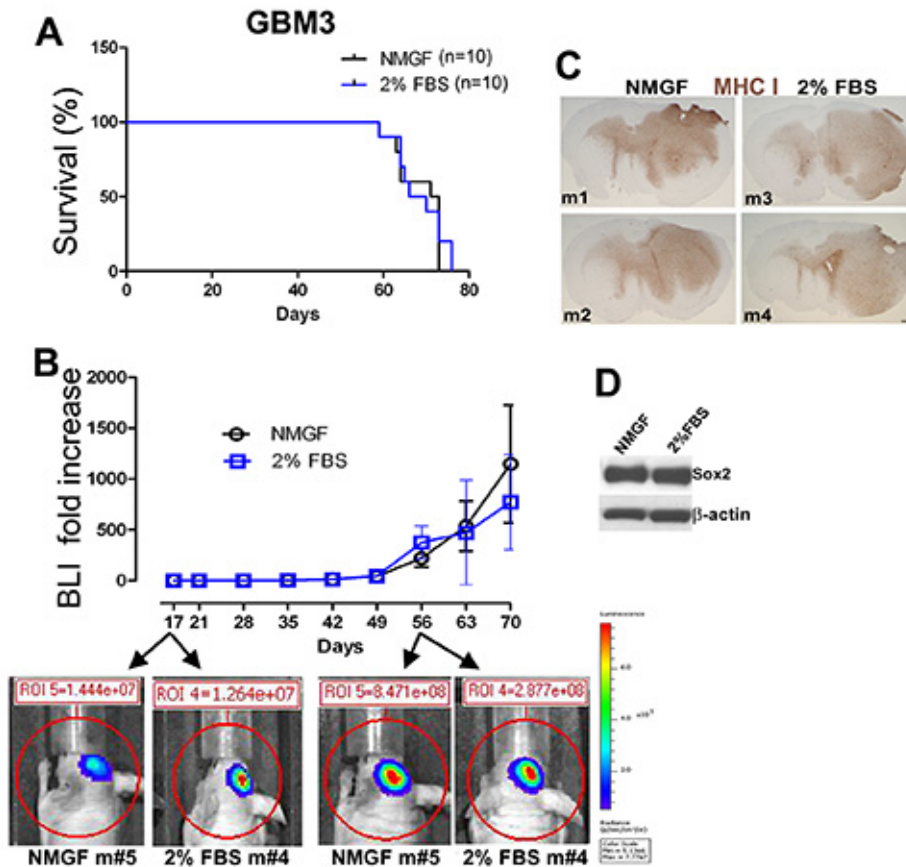 GBM3
A
NMGF (n=10)
2% FBS (n=10)
150
100
50
0
Survival (%)
0 20 40 60 80
Days
C
NMGF MHC I 2% FBS
m1
m3
m2
m4
B
2000
1500
1000
500
0
BLI fold increase
NMGF
2% FBS
17 21 28 35 42 49 56 63 70
Days
ROI 5=1.444e+07
ROI 4=1.264e+07
ROI 5=8.471e+08
ROI 4=2.877e+08
NMGF m#5
2% FBS m#4
NMGF m#5
2% FBS m#4
D
NMGF
2%FBS
Sox2
β-actin
Luminescence
Radiance
Color Scale